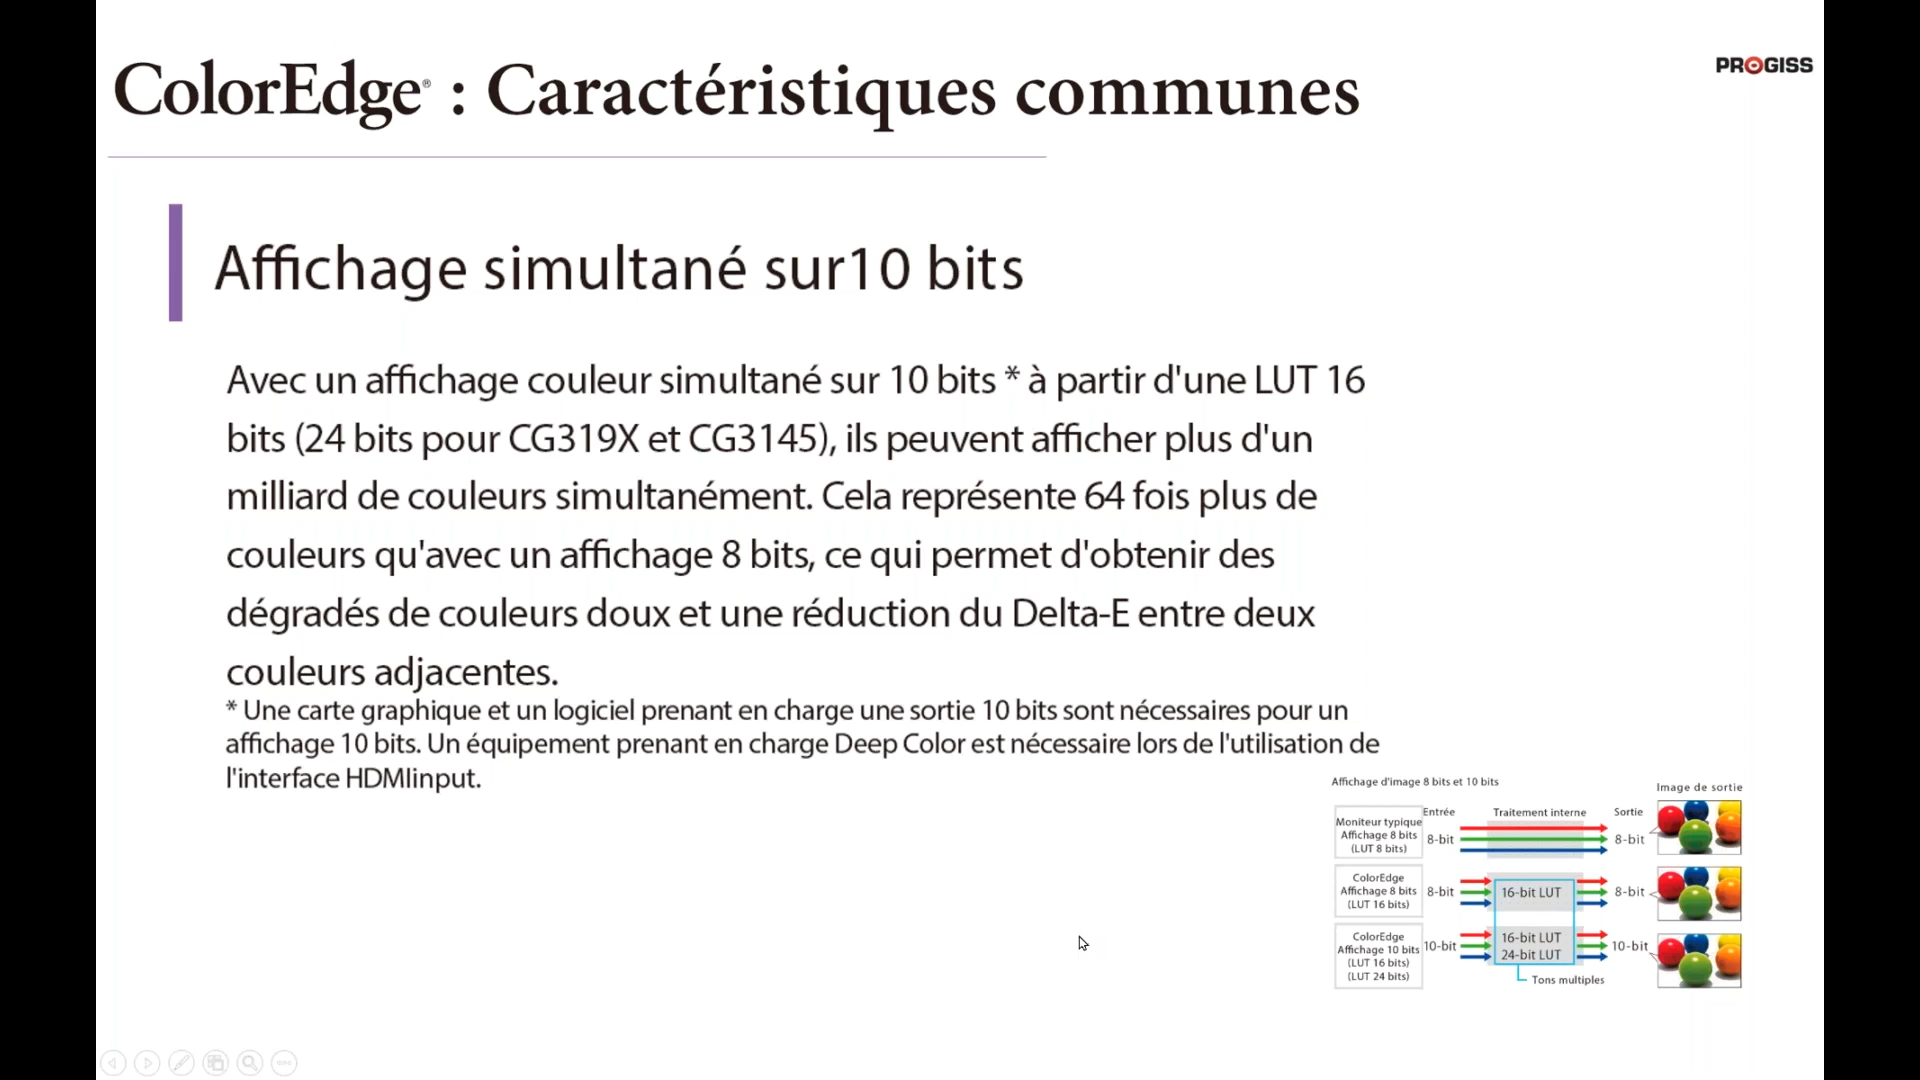 ColorEdge® : Caractéristiques communes
PROGISS
Affichage simultané sur10 bits
Avec un affichage couleur simultané sur 10 bits * à partir d'une LUT 16
bits (24 bits pour CG319X et CG3145), ils peuvent afficher plus d'un
milliard de couleurs simultanément. Cela représente 64 fois plus de
couleurs qu'avec un affichage 8 bits, ce qui permet d'obtenir des
dégradés de couleurs doux et une réduction du Delta-E entre deux
couleurs adjacentes.
* Une carte graphique et un logiciel prenant en charge une sortie 10 bits sont nécessaires pour un
affichage 10 bits. Un équipement prenant en charge Deep Color est nécessaire lors de l'utilisation de
l'interface HDMIinput.
Affichage d'image 8 bits et 10 bits
Image de sortie
Entrée
Traitement interne
Sortie
Moniteur typique
Affichage 8 bits
(LUT 8 bits)
8-bit
8-bit
ColorEdge
Affichage 8 bits
(LUT 16 bits)
8-bit
16-bit LUT
8-bit
ColorEdge
Affichage 10 bits
(LUT 16 bits)
(LUT 24 bits)
10-bit
16-bit LUT
24-bit LUT
10-bit
Tons multiples